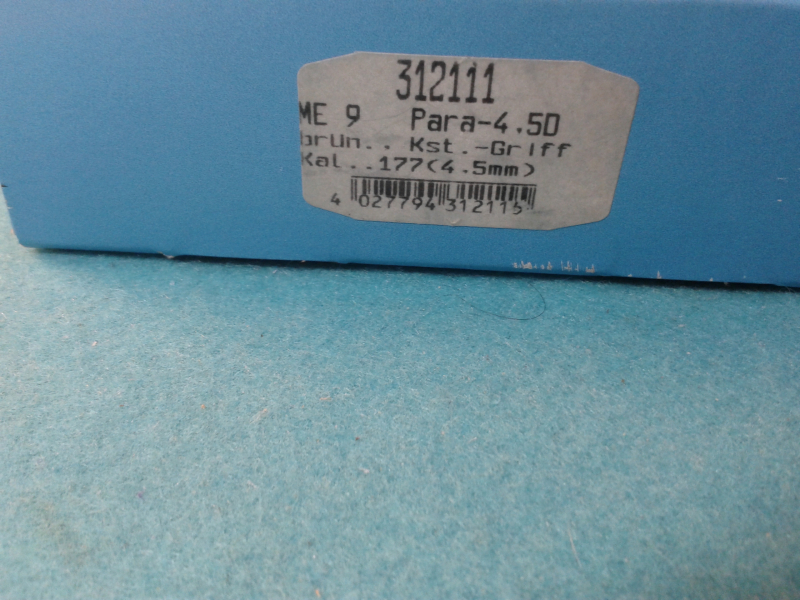 312111
ME 9 Para-4.5D
brün.. Kst.-Griff
Kal..177(4.5mm)
4 027794 312115